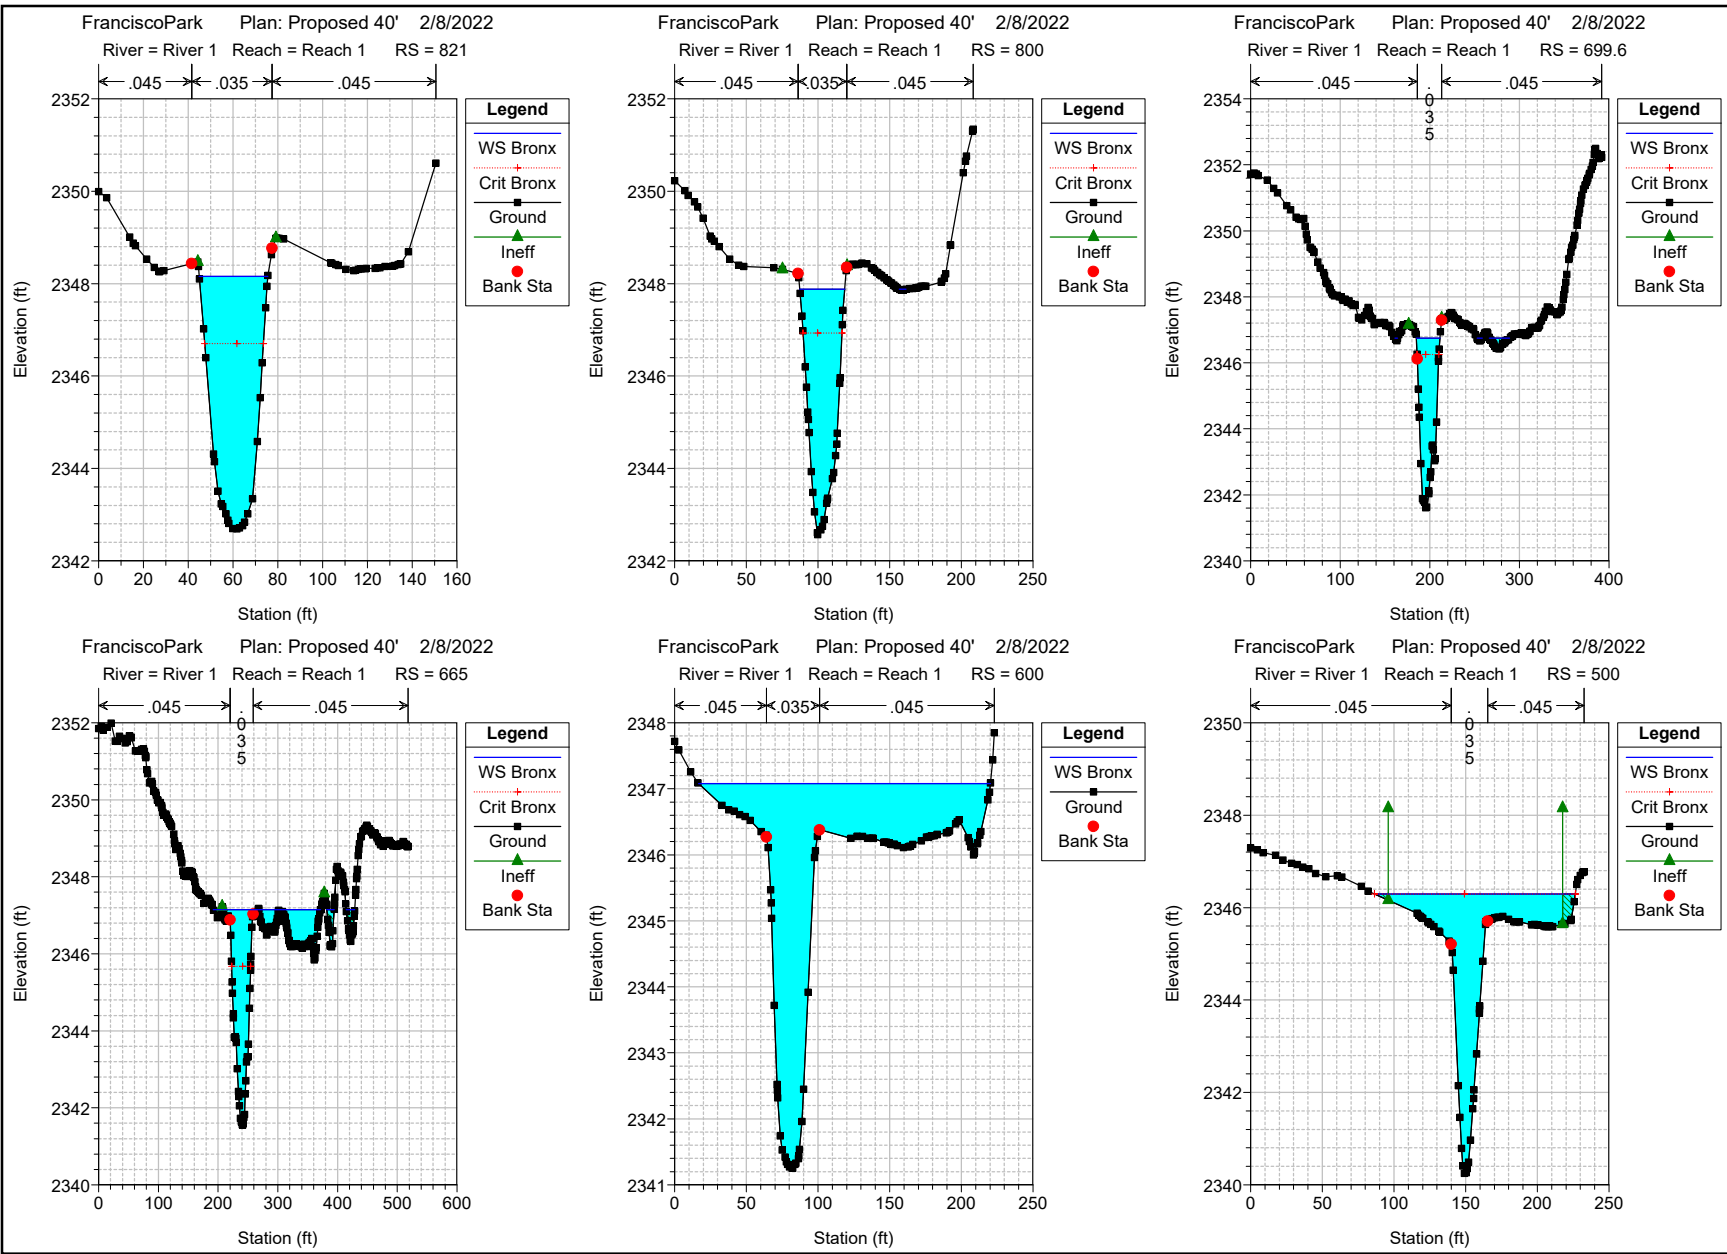 FranciscoPark Plan: Proposed 40' 2/8/2022
River = River 1 Reach = Reach 1 RS = 821
.045 .035 .045
Legend
WS Bronx
Crit Bronx
Ground
Ineff
Bank Sta
2352
2350
2348
2346
2344
2342
Elevation (ft)
0 20 40 60 80 100 120 140 160
Station (ft)
FranciscoPark Plan: Proposed 40' 2/8/2022
River = River 1 Reach = Reach 1 RS = 800
.045 .035 .045
Legend
WS Bronx
Crit Bronx
Ground
Ineff
Bank Sta
2352
2350
2348
2346
2344
2342
Elevation (ft)
0 50 100 150 200 250
Station (ft)
FranciscoPark Plan: Proposed 40' 2/8/2022
River = River 1 Reach = Reach 1 RS = 699.6
.045 .035 .045
Legend
WS Bronx
Crit Bronx
Ground
Ineff
Bank Sta
2354
2352
2350
2348
2346
2344
2342
2340
Elevation (ft)
0 100 200 300 400
Station (ft)
FranciscoPark Plan: Proposed 40' 2/8/2022
River = River 1 Reach = Reach 1 RS = 665
.045 .035 .045
Legend
WS Bronx
Crit Bronx
Ground
Ineff
Bank Sta
2352
2350
2348
2346
2344
2342
2340
Elevation (ft)
0 100 200 300 400 500 600
Station (ft)
FranciscoPark Plan: Proposed 40' 2/8/2022
River = River 1 Reach = Reach 1 RS = 600
.045 .035 .045
Legend
WS Bronx
Ground
Bank Sta
2348
2347
2346
2345
2344
2343
2342
2341
Elevation (ft)
0 50 100 150 200 250
Station (ft)
FranciscoPark Plan: Proposed 40' 2/8/2022
River = River 1 Reach = Reach 1 RS = 500
.045 .035 .045
Legend
WS Bronx
Crit Bronx
Ground
Ineff
Bank Sta
2350
2348
2346
2344
2342
2340
Elevation (ft)
0 50 100 150 200 250
Station (ft)